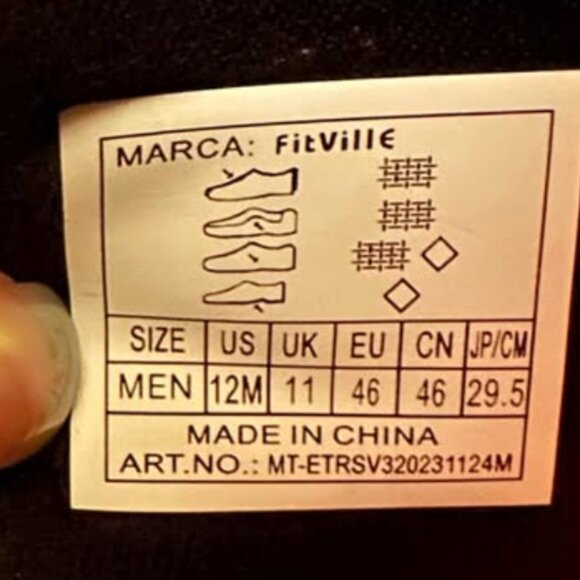 MARCA: FitVille
SIZE US UK EU CN JP/CM
MEN 12M 11 46 46 29.5
MADE IN CHINA
ART.NO.: MT-ETRSV320231124M